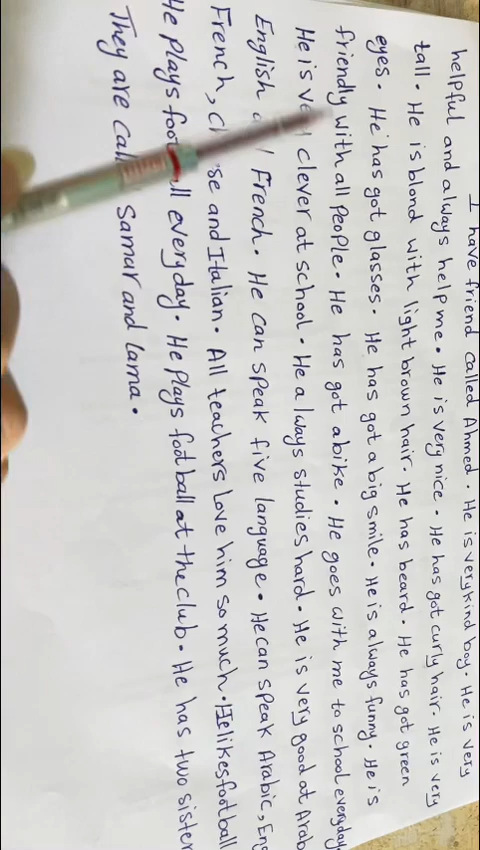 I have friend called Ahmed. He is verykind boy. He is very
helpful and always help me. He is very nice. He has got curly hair. He is very
tall. He is blond with light brown hair. He has beard. He has got green
eyes. He has got glasses. He has got a big smile. He is always funny. He is
friendly with all people. He has got a bike. He goes with me to school everyday.
He is clever at school. He always studies hard. He is very good at Arab
English French. He can speak five language. He can speak Arabic, Eng
French, and Italian. All teachers love him so much. He likes football
He plays everyday. He plays football at the club. He has two sister
They are Samar and lama.